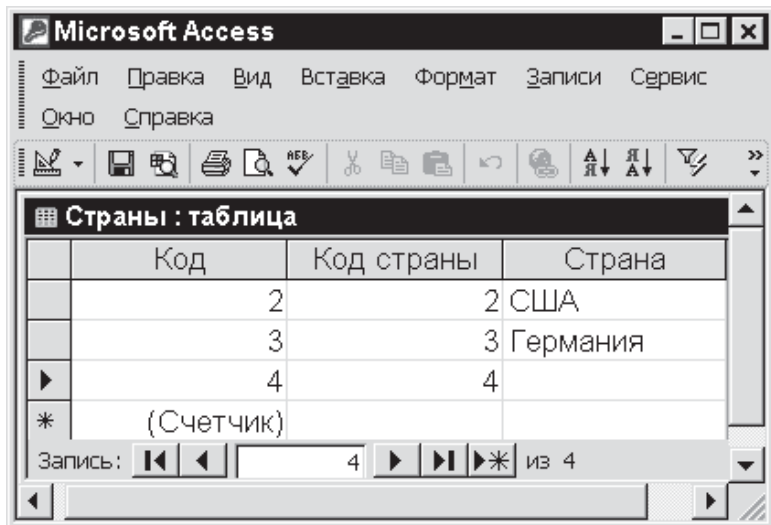 Microsoft Access
Файл Правка Вид Вставка Формат Записи Сервис
Окно Справка
АБВ А Я Я А
Страны : таблица
Код Код страны Страна
2 2 США
3 3 Германия
4 4
(Счетчик)
Запись: 4 из 4